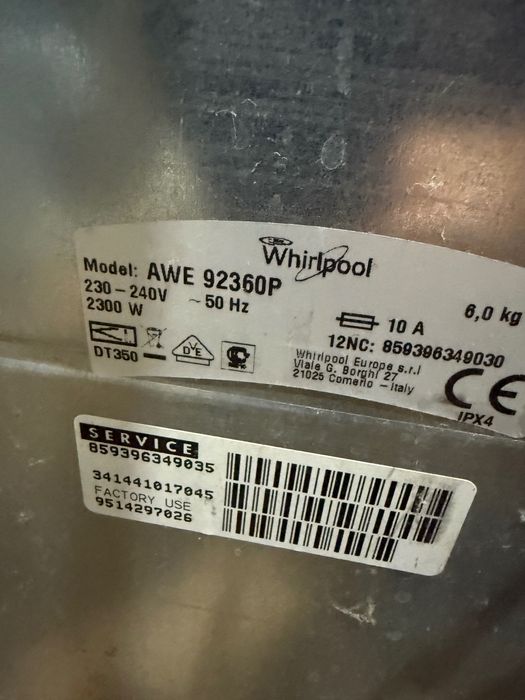 Whirlpool
Model: AWE 92360P
230-240V ~ 50 Hz
2300 W
6,0 kg
10 A
12NC: 859396349030
DT350
DVE
Whirlpool Europe s.r.l
Viale G. Borghi 27
21025 Comerio - Italy
CE
IPX4
SERVICE
859396349035
341441017045
FACTORY USE
9514297026